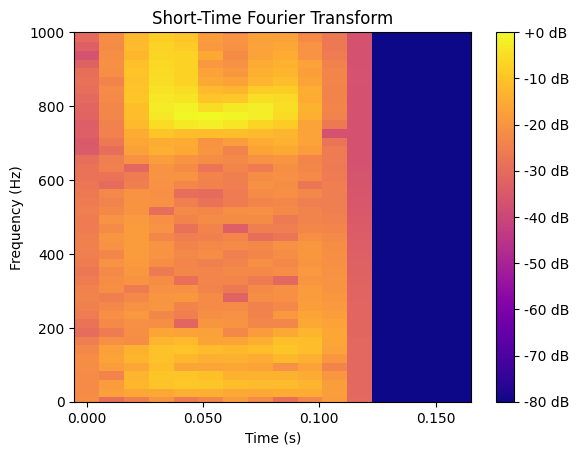 Short-Time Fourier Transform
Frequency (Hz)
1000
800
600
400
200
0
0.000
0.050
0.100
0.150
Time (s)
+0 dB
-10 dB
-20 dB
-30 dB
-40 dB
-50 dB
-60 dB
-70 dB
-80 dB